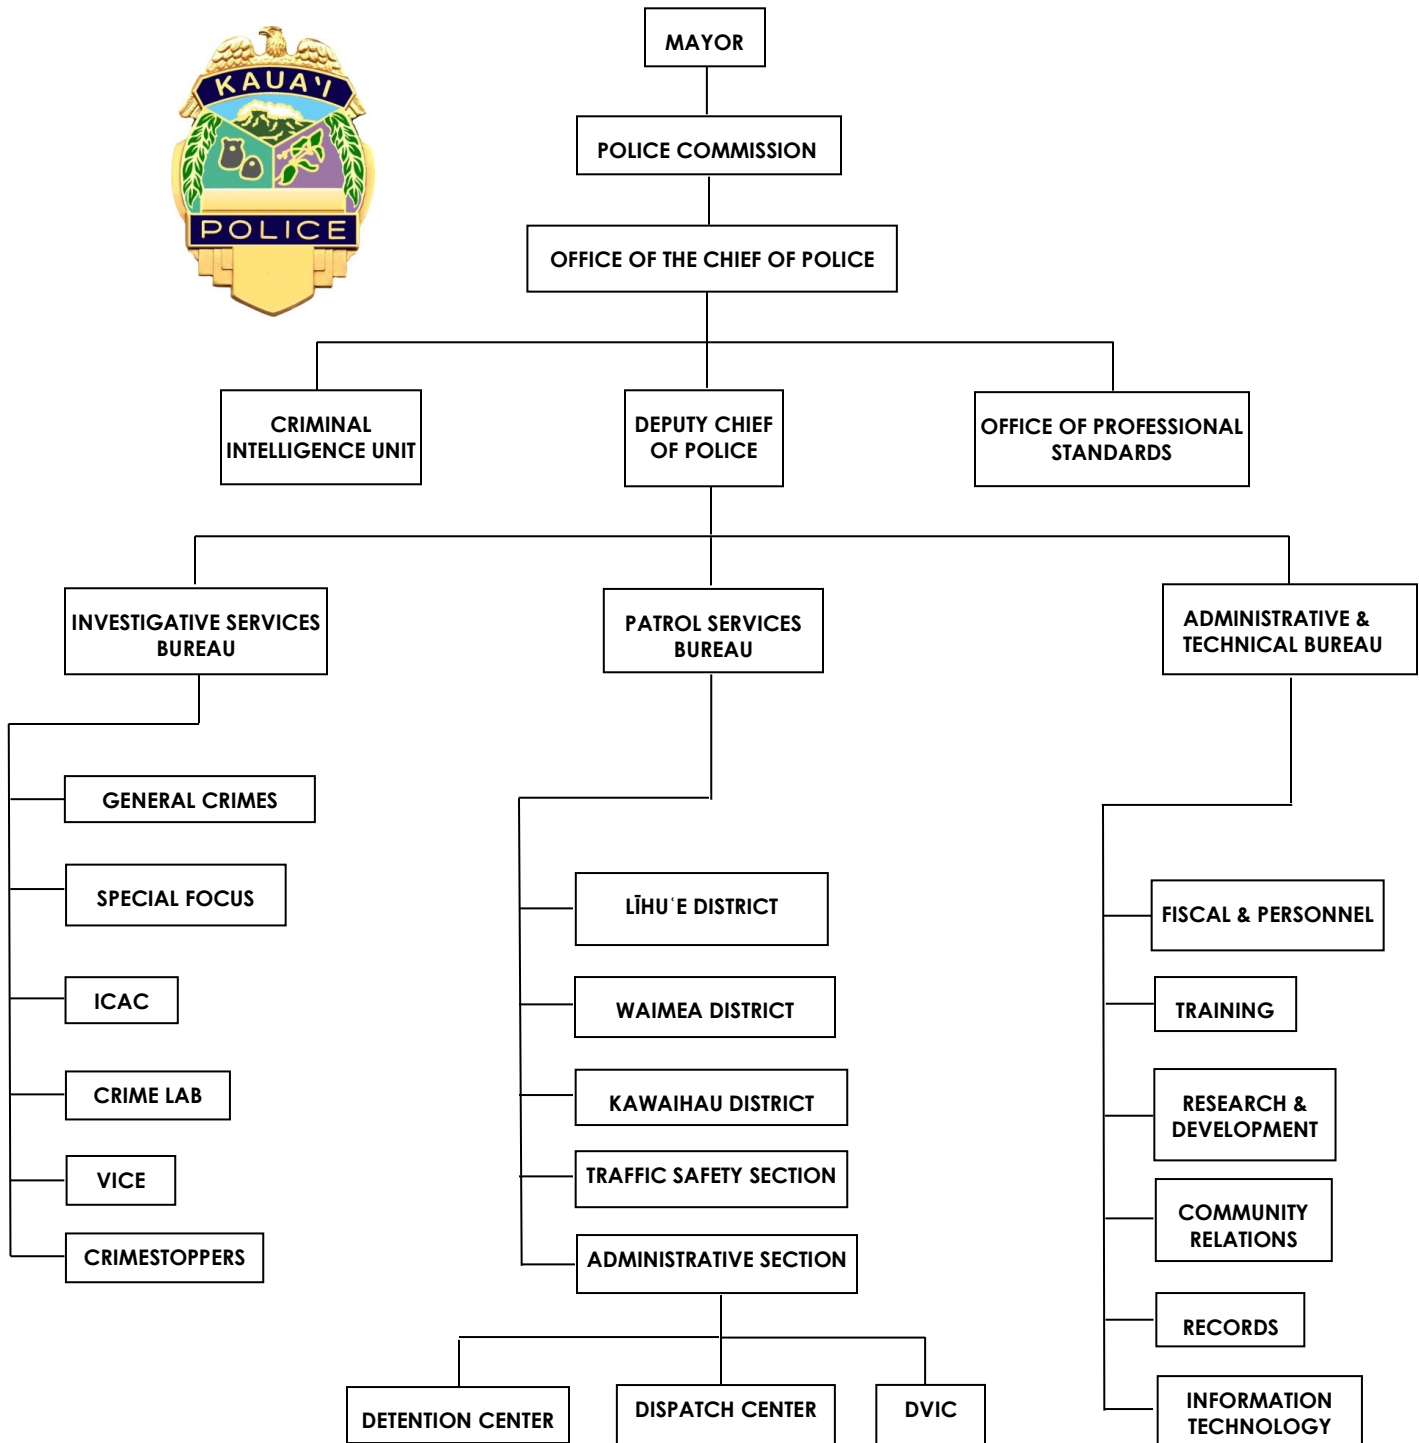 KAUA'I
POLICE
MAYOR
POLICE COMMISSION
OFFICE OF THE CHIEF OF POLICE
CRIMINAL
INTELLIGENCE UNIT
DEPUTY CHIEF
OF POLICE
OFFICE OF PROFESSIONAL
STANDARDS
INVESTIGATIVE SERVICES
BUREAU
PATROL SERVICES
BUREAU
ADMINISTRATIVE &
TECHNICAL BUREAU
GENERAL CRIMES
SPECIAL FOCUS
ICAC
CRIME LAB
VICE
CRIMESTOPPERS
LĪHUʻE DISTRICT
WAIMEA DISTRICT
KAWAIHAU DISTRICT
TRAFFIC SAFETY SECTION
ADMINISTRATIVE SECTION
DETENTION CENTER
DISPATCH CENTER
DVIC
FISCAL & PERSONNEL
TRAINING
RESEARCH &
DEVELOPMENT
COMMUNITY
RELATIONS
RECORDS
INFORMATION
TECHNOLOGY